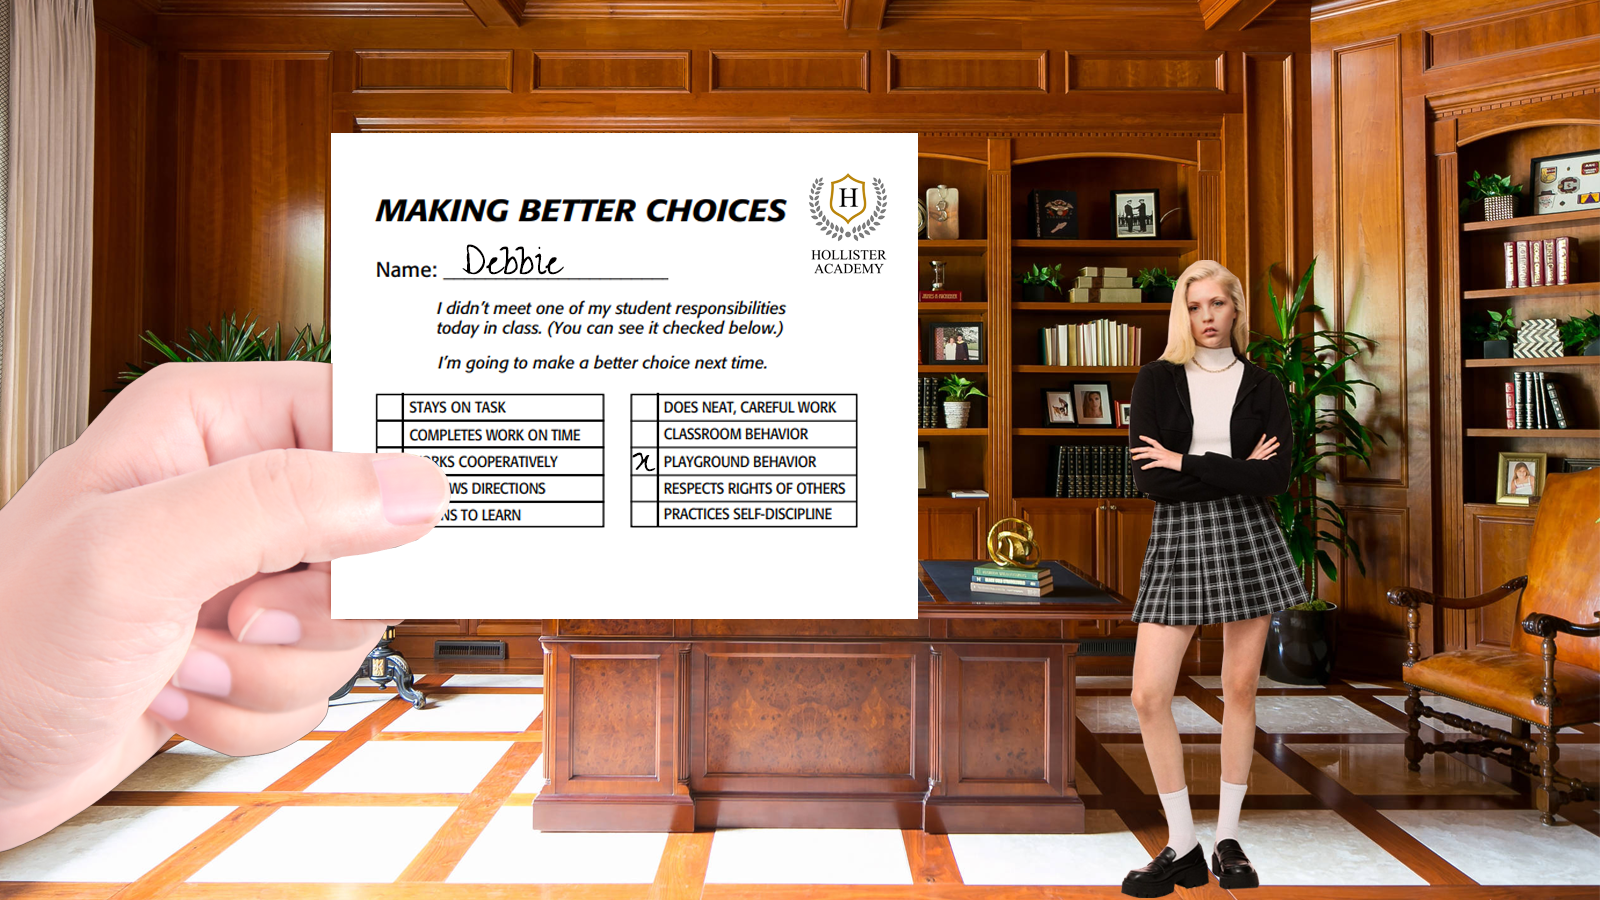 MAKING BETTER CHOICES
H
HOLLISTER
ACADEMY
Name: Debbie
I didn't meet one of my student responsibilities
today in class. (You can see it checked below.)
I'm going to make a better choice next time.
STAYS ON TASK
COMPLETES WORK ON TIME
COOPERATIVELY
DIRECTIONS
TO LEARN
DOES NEAT, CAREFUL WORK
CLASSROOM BEHAVIOR
x PLAYGROUND BEHAVIOR
RESPECTS RIGHTS OF OTHERS
PRACTICES SELF-DISCIPLINE